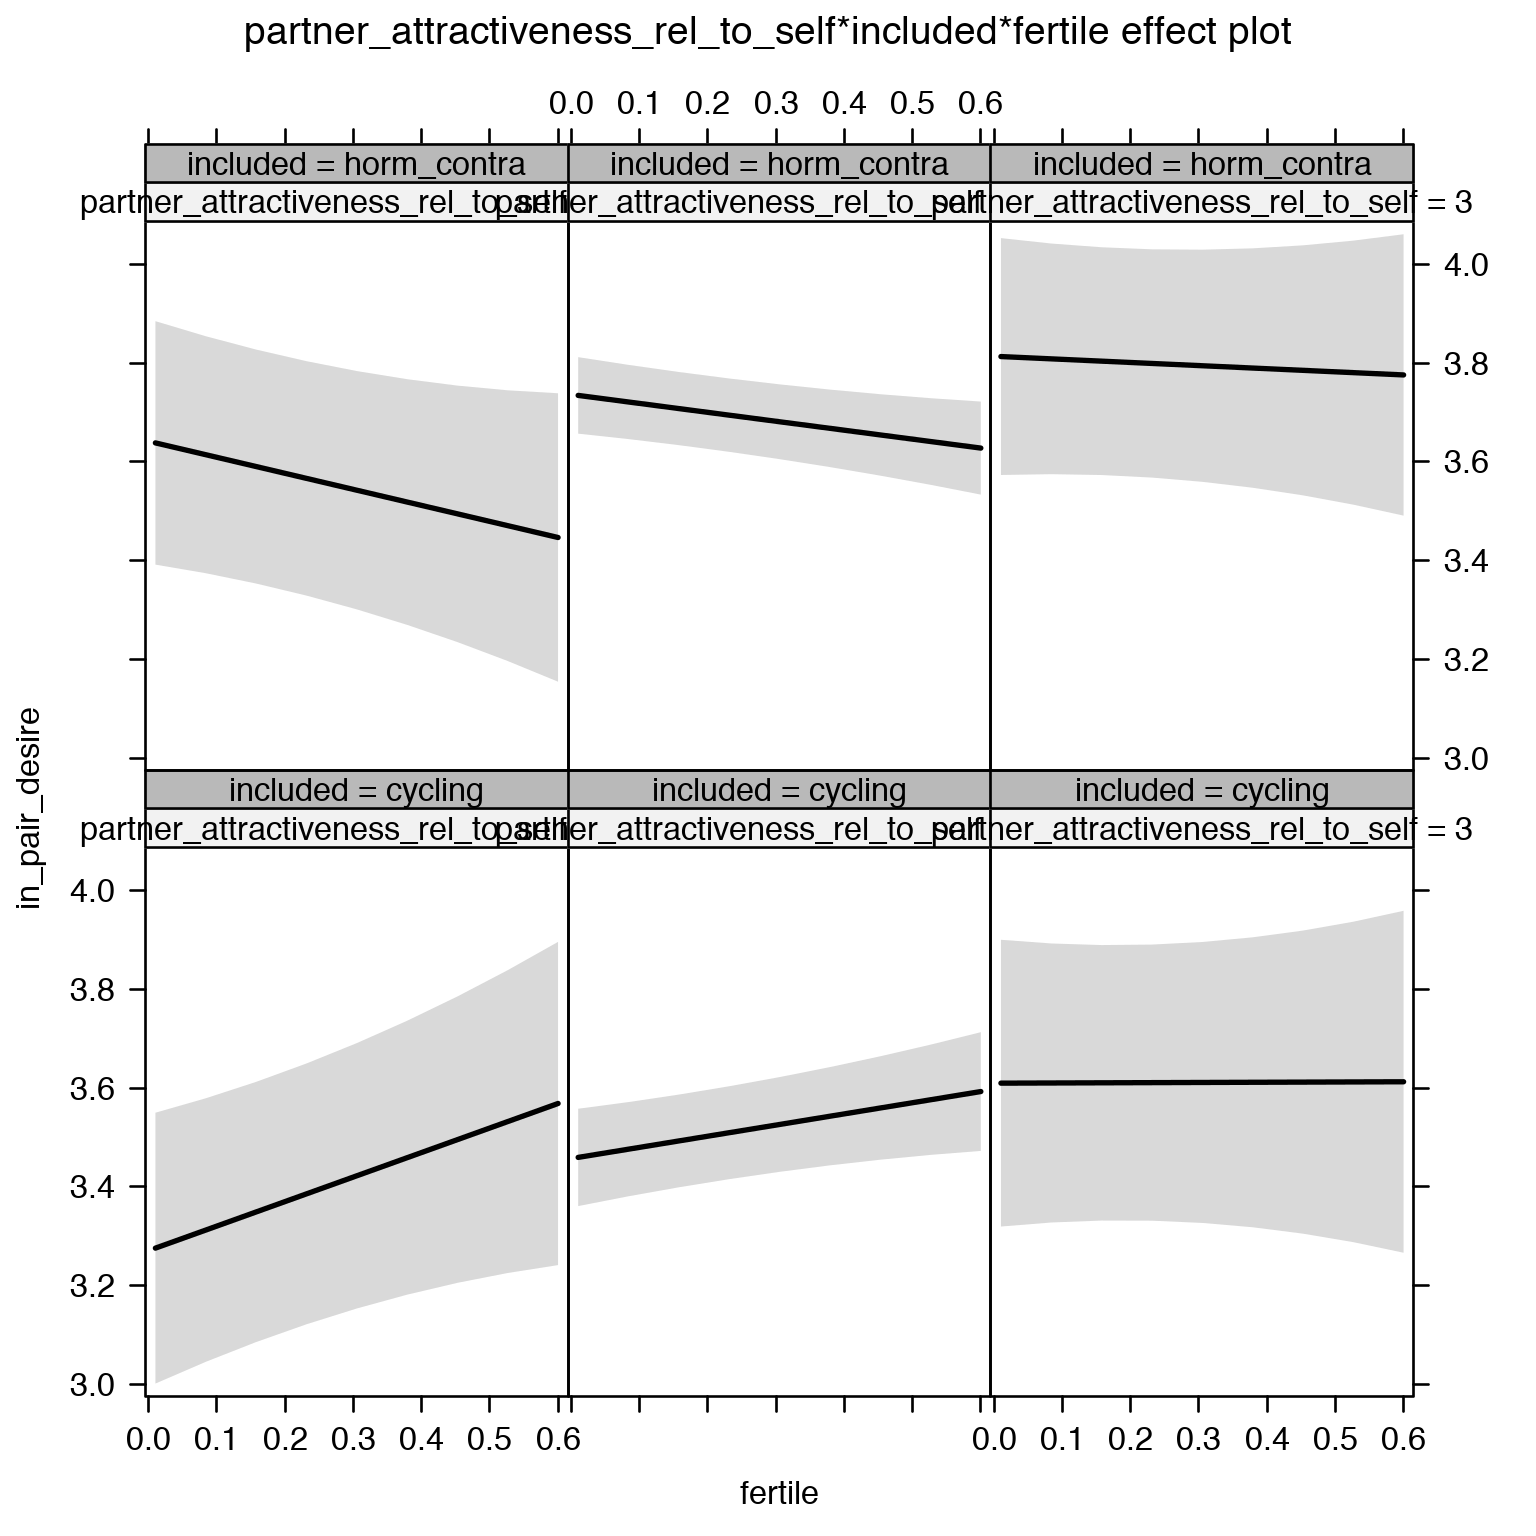 partner_attractiveness_rel_to_self*included*fertile effect plot
0.0 0.1 0.2 0.3 0.4 0.5 0.6
included = horm_contra included = horm_contra included = horm_contra
partner_attractiveness_rel_to_self partner_attractiveness_rel_to_self partner_attractiveness_rel_to_self = 3
4.0
3.8
3.6
3.4
3.2
3.0
in_pair_desire
included = cycling included = cycling included = cycling
partner_attractiveness_rel_to_self partner_attractiveness_rel_to_self partner_attractiveness_rel_to_self = 3
4.0
3.8
3.6
3.4
3.2
3.0
0.0 0.1 0.2 0.3 0.4 0.5 0.6 0.0 0.1 0.2 0.3 0.4 0.5 0.6
fertile